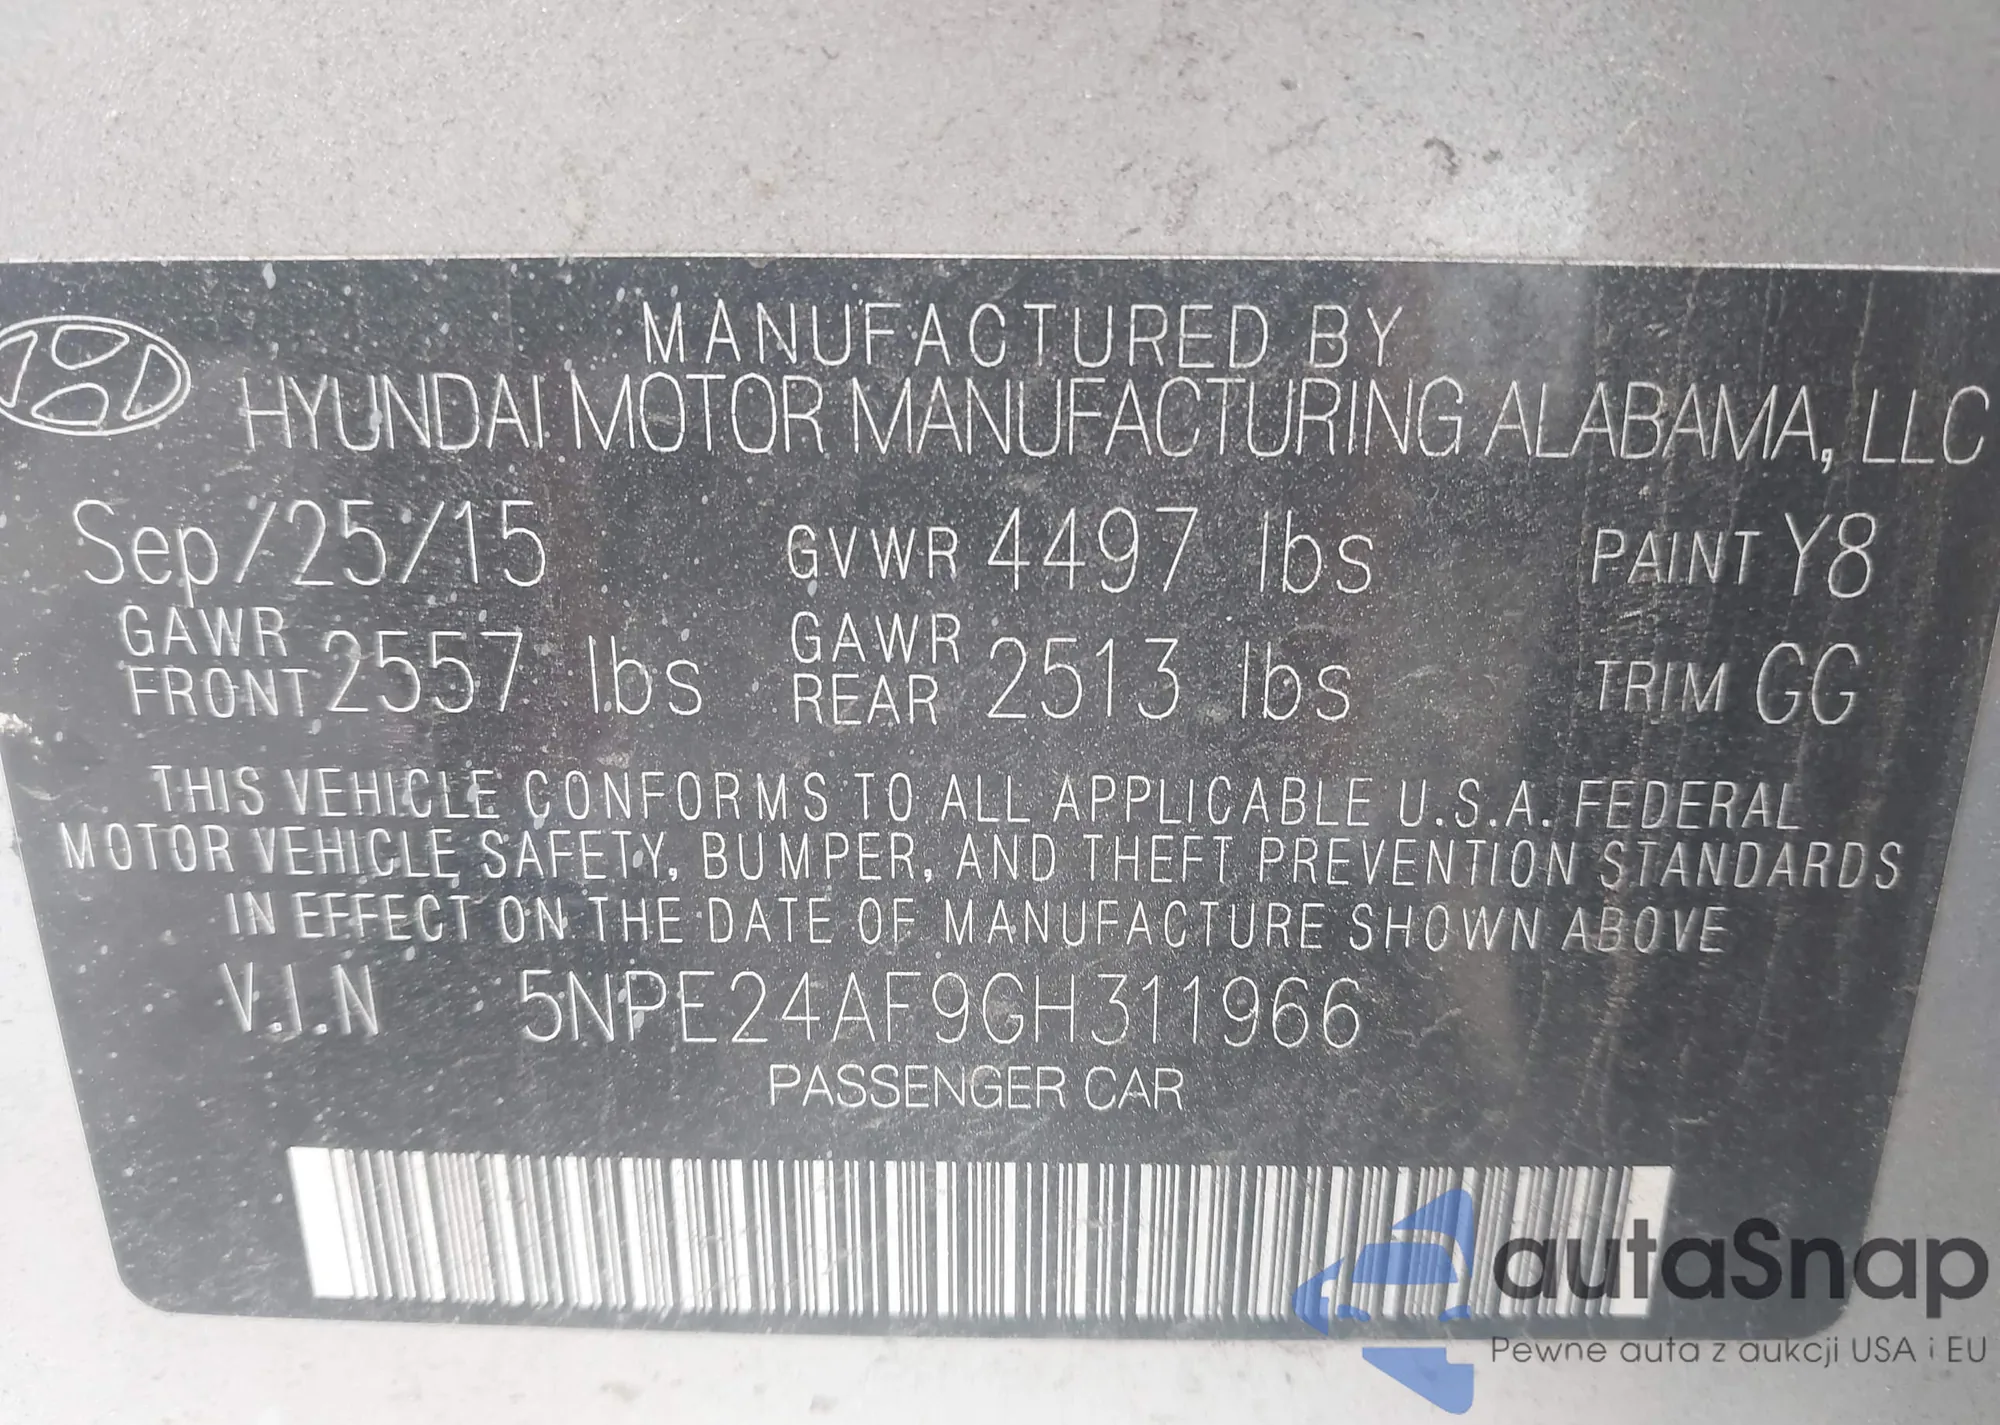 MANUFACTURED BY
HYUNDAI MOTOR MANUFACTURING ALABAMA, LLC
Sep/25/15 GVWR 4497 lbs PAINT Y8
GAWR FRONT 2557 lbs GAWR REAR 2513 lbs TRIM GG
THIS VEHICLE CONFORMS TO ALL APPLICABLE U.S.A. FEDERAL
MOTOR VEHICLE SAFETY, BUMPER, AND THEFT PREVENTION STANDARDS
IN EFFECT ON THE DATE OF MANUFACTURE SHOWN ABOVE
V.I.N 5NPE24AF9GH311966
PASSENGER CAR
autaSnap
Pewne auta z aukcji USA i EU